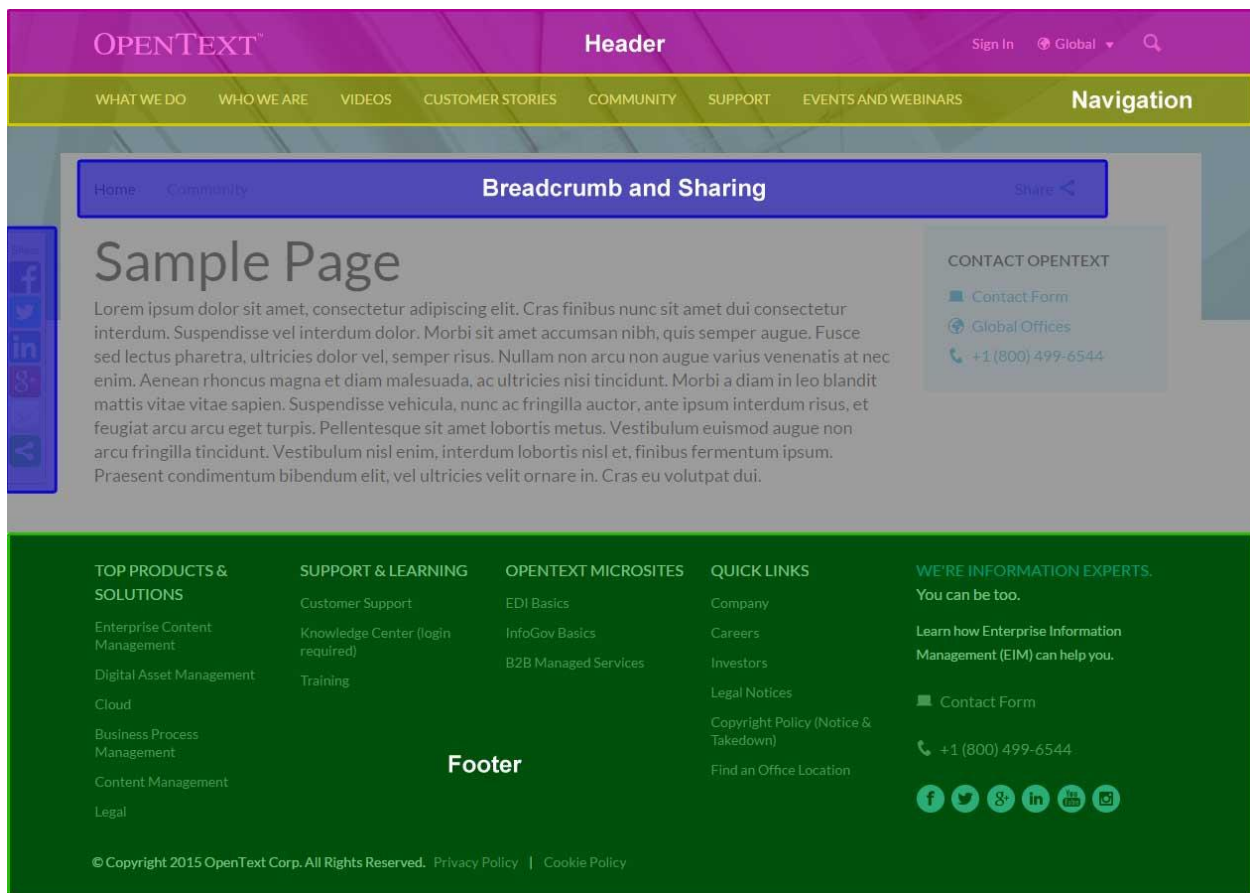 OPENTEXT™
Header
Sign In Global
WHAT WE DO WHO WE ARE VIDEOS CUSTOMER STORIES COMMUNITY SUPPORT EVENTS AND WEBINARS Navigation
Home Community Breadcrumb and Sharing Share
Share
Sample Page
Lorem ipsum dolor sit amet, consectetur adipiscing elit. Cras finibus nunc sit amet dui consectetur
interdum. Suspendisse vel interdum dolor. Morbi sit amet accumsan nibh, quis semper augue. Fusce
sed lectus pharetra, ultricies dolor vel, semper risus. Nullam non arcu non augue varius venenatis at nec
enim. Aenean rhoncus magna et diam malesuada, ac ultricies nisi tincidunt. Morbi a diam in leo blandit
mattis vitae vitae sapien. Suspendisse vehicula, nunc ac fringilla auctor, ante ipsum interdum risus, et
feugiat arcu arcu eget turpis. Pellentesque sit amet lobortis metus. Vestibulum euismod augue non
arcu fringilla tincidunt. Vestibulum nisl enim, interdum lobortis nisl et, finibus fermentum ipsum.
Praesent condimentum bibendum elit, vel ultricies velit ornare in. Cras eu volutpat dui.
CONTACT OPENTEXT
Contact Form
Global Offices
+1 (800) 499-6544
TOP PRODUCTS &
SOLUTIONS
Enterprise Content
Management
Digital Asset Management
Cloud
Business Process
Management
Content Management
Legal
SUPPORT & LEARNING
Customer Support
Knowledge Center (login
required)
Training
OPENTEXT MICROSITES
EDI Basics
InfoGov Basics
B2B Managed Services
Footer
QUICK LINKS
Company
Careers
Investors
Legal Notices
Copyright Policy (Notice &
Takedown)
Find an Office Location
WE'RE INFORMATION EXPERTS.
You can be too.
Learn how Enterprise Information
Management (EIM) can help you.
Contact Form
+1 (800) 499-6544
© Copyright 2015 OpenText Corp. All Rights Reserved. Privacy Policy | Cookie Policy